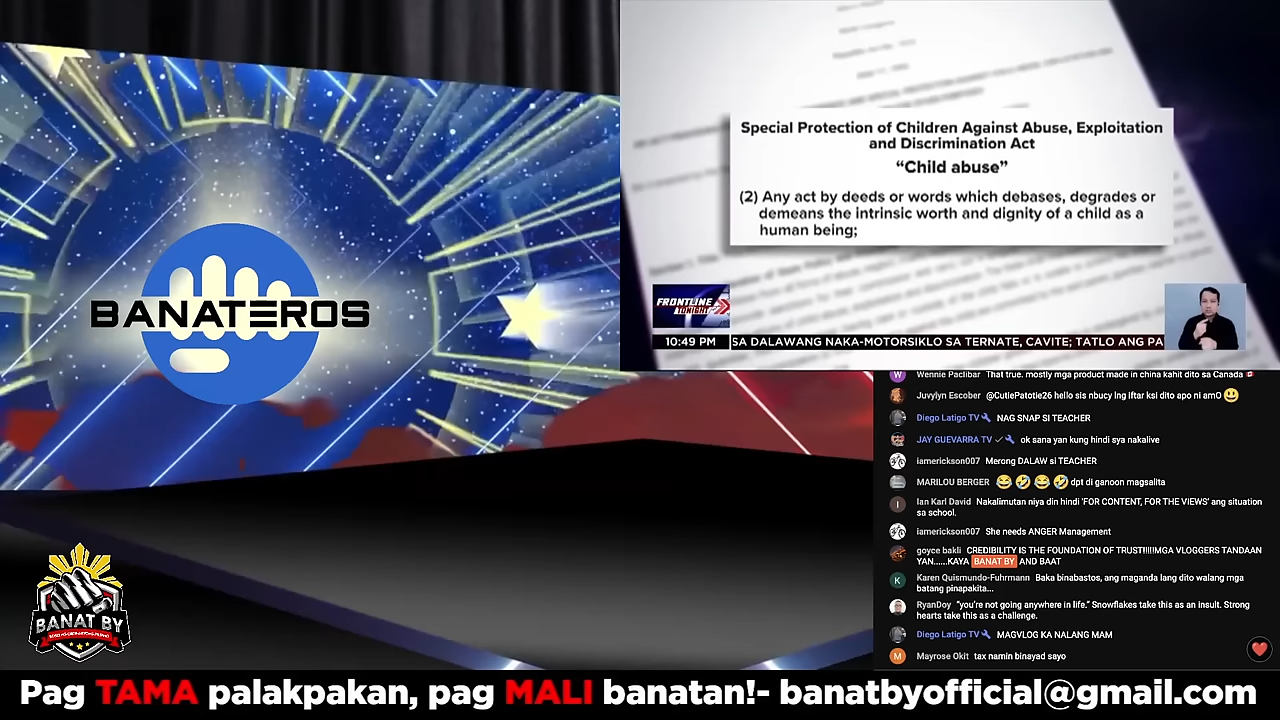 BANATEROS
Special Protection of Children Against Abuse, Exploitation
and Discrimination Act
“Child abuse”
(2) Any act by deeds or words which debases, degrades or
demeans the intrinsic worth and dignity of a child as a
human being;
FRONTLINE
TONIGHT
10:49 PM SA DALAWANG NAKA-MOTORSIKLO SA TERNATE, CAVITE; TATLO ANG PA
W Wennie Paclibar That true. mostly mga product made in china kahit dito sa Canada 🇨🇦
Juvylyn Escober @CutiePatotie26 hello sis nbucy lng iftar ksi dito apo ni amO 😃
Diego Latigo TV NAG SNAP SI TEACHER
JAY GUEVARRA TV ok sana yan kung hindi sya nakalive
iamerickson007 Merong DALAW si TEACHER
MARILOU BERGER 😂🤣😂🤣 dpt di ganoon magsalita
I Ian Karl David Nakalimutan niya din hindi 'FOR CONTENT, FOR THE VIEWS' ang situation
sa school.
iamerickson007 She needs ANGER Management
goyce bakli CREDIBILITY IS THE FOUNDATION OF TRUST!!!!!MGA VLOGGERS TANDAAN
YAN......KAYA BANAT BY AND BAAT
K Karen Quismundo-Fuhrmann Baka binabastos, ang maganda lang dito walang mga
batang pinapakita...
RyanDoy “you’re not going anywhere in life.” Snowflakes take this as an insult. Strong
hearts take this as a challenge.
Diego Latigo TV MAGVLOG KA NALANG MAM
M Mayrose Okit tax namin binayad sayo
BANAT BY
Pag TAMA palakpakan, pag MALI banatan!- banatbyofficial@gmail.com